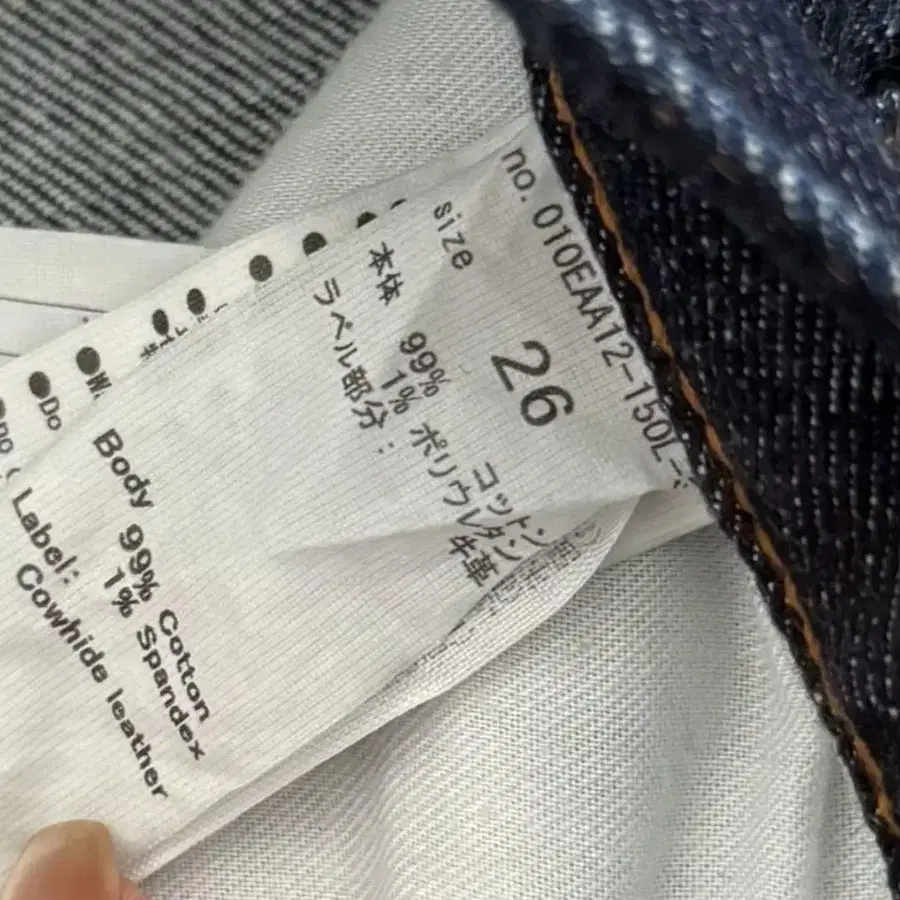 no. 010EAA12-150L-
size 26
本体 99% コットン
1% ポリウレタン
ラベル部分:
牛革
Body 99% Cotton
1% Spandex
Label:
Cowhide leather
Do